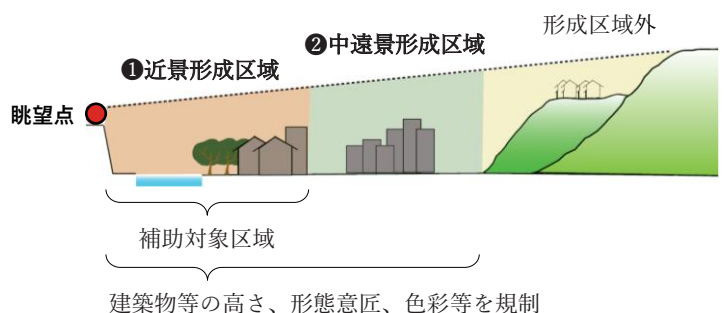 形成区域外
❷中遠景形成区域
❶近景形成区域
眺望点
補助対象区域
建築物等の高さ、形態意匠、色彩等を規制